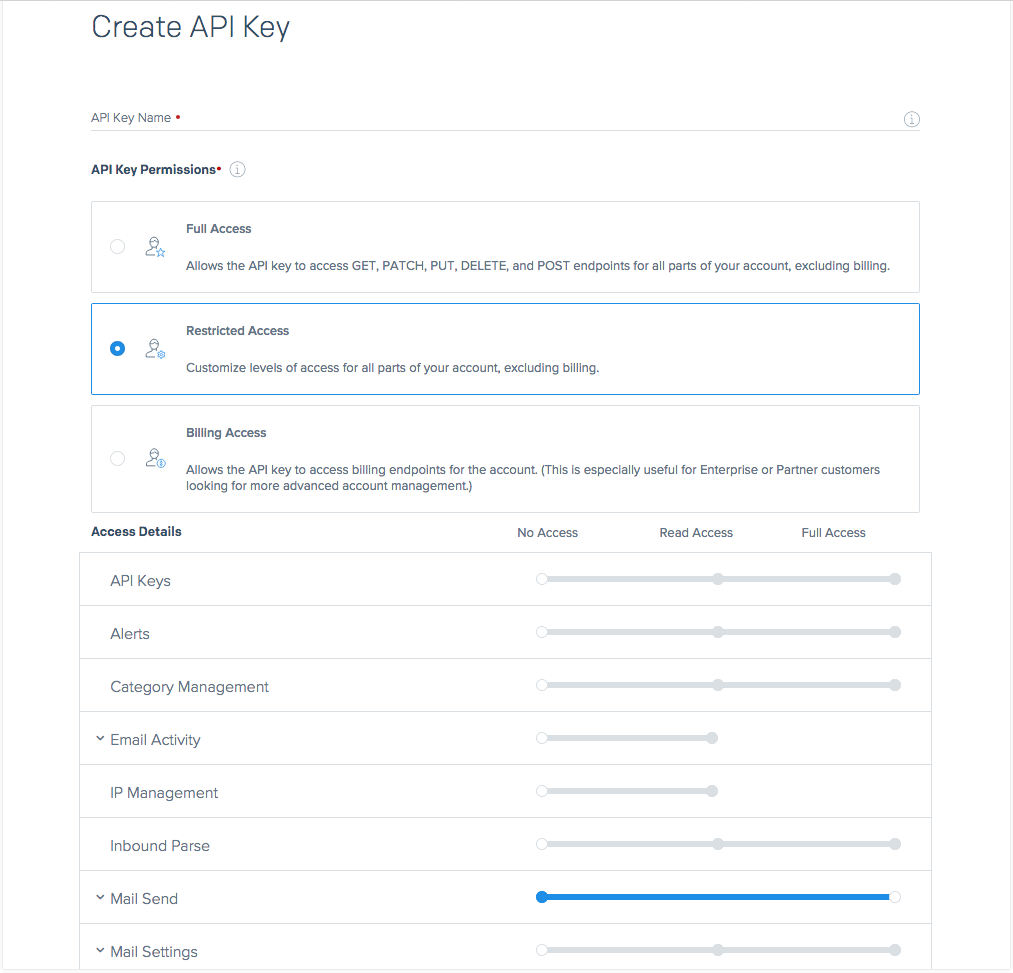 Create API Key
API Key Name •
API Key Permissions•
Full Access
Allows the API key to access GET, PATCH, PUT, DELETE, and POST endpoints for all parts of your account, excluding billing.
Restricted Access
Customize levels of access for all parts of your account, excluding billing.
Billing Access
Allows the API key to access billing endpoints for the account. (This is especially useful for Enterprise or Partner customers
looking for more advanced account management.)
Access Details No Access Read Access Full Access
API Keys
Alerts
Category Management
Email Activity
IP Management
Inbound Parse
Mail Send
Mail Settings